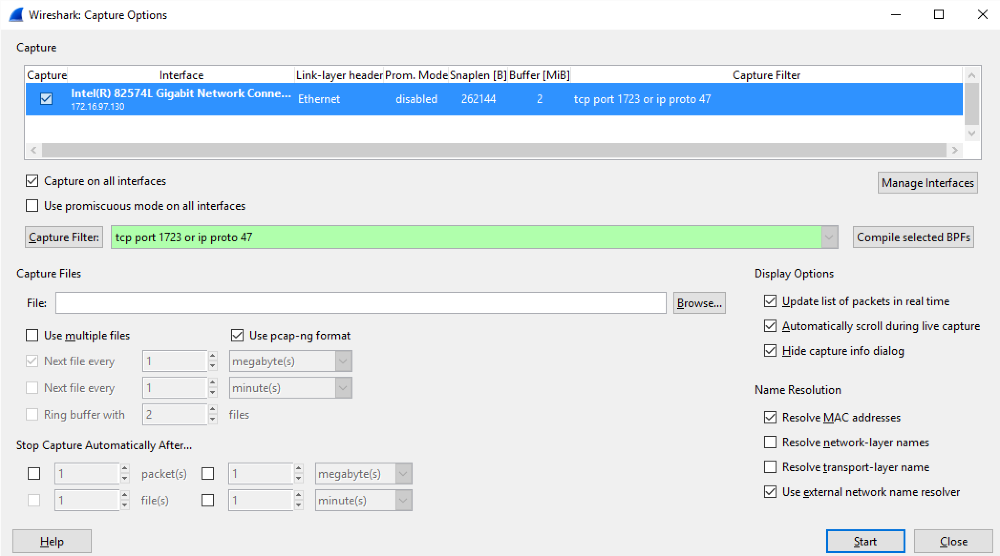 Wireshark: Capture Options
Capture
Capture Interface Link-layer header Prom. Mode Snaplen [B] Buffer [MiB] Capture Filter
Intel(R) 82574L Gigabit Network Conne...
172.16.97.130
Ethernet disabled 262144 2 tcp port 1723 or ip proto 47
Capture on all interfaces
Manage Interfaces
Use promiscuous mode on all interfaces
Capture Filter: tcp port 1723 or ip proto 47 Compile selected BPFs
Capture Files
File: Browse...
Use multiple files Use pcap-ng format
Next file every 1 megabyte(s)
Next file every 1 minute(s)
Ring buffer with 2 files
Stop Capture Automatically After...
1 packet(s) 1 megabyte(s)
1 file(s) 1 minute(s)
Display Options
Update list of packets in real time
Automatically scroll during live capture
Hide capture info dialog
Name Resolution
Resolve MAC addresses
Resolve network-layer names
Resolve transport-layer name
Use external network name resolver
Help Start Close